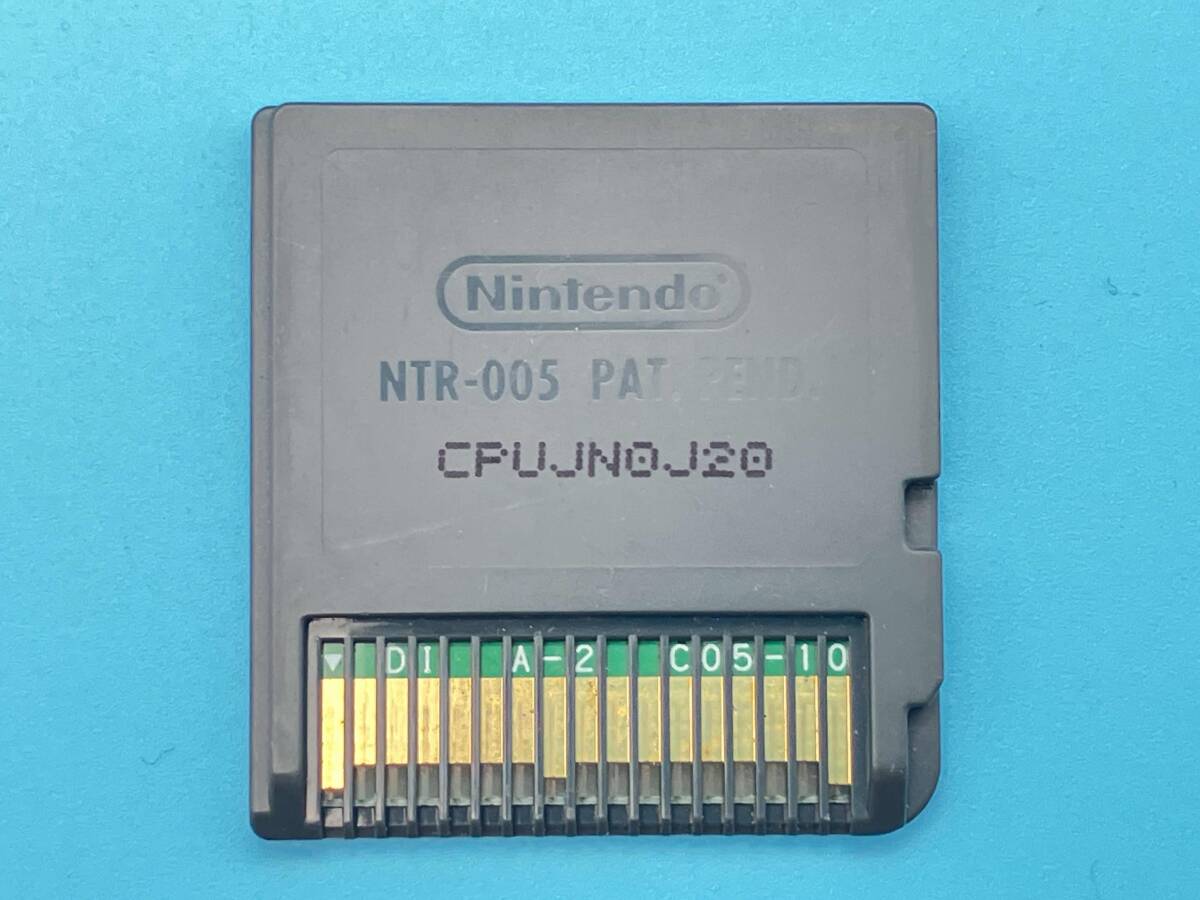 Nintendo®
NTR-005 PAT. PEND.
CPUJN0J20
▼ DI A-2 C05-10